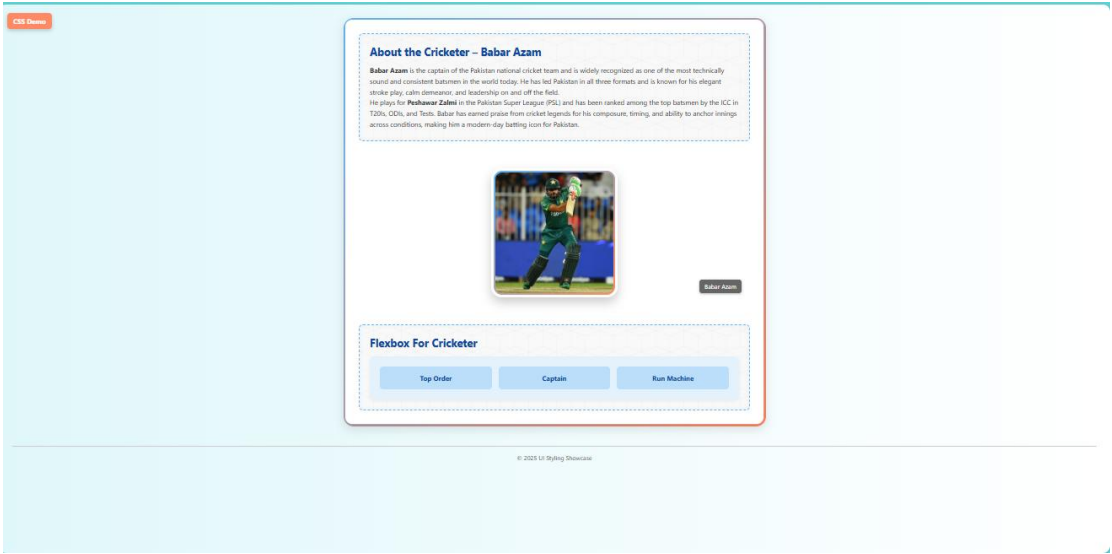 CSS Demo
About the Cricketer – Babar Azam
Babar Azam is the captain of the Pakistan national cricket team and is widely recognized as one of the most technically
sound and consistent batsmen in the world today. He has led Pakistan in all three formats and is known for his elegant
stroke play, calm demeanor, and leadership on and off the field.
He plays for Peshawar Zalmi in the Pakistan Super League (PSL) and has been ranked among the top batsmen by the ICC in
T20Is, ODIs, and Tests. Babar has earned praise from cricket legends for his composure, timing, and ability to anchor innings
across conditions, making him a modern-day batting icon for Pakistan.
Babar Azam
Flexbox For Cricketer
Top Order
Captain
Run Machine
© 2025 UI Styling Showcase